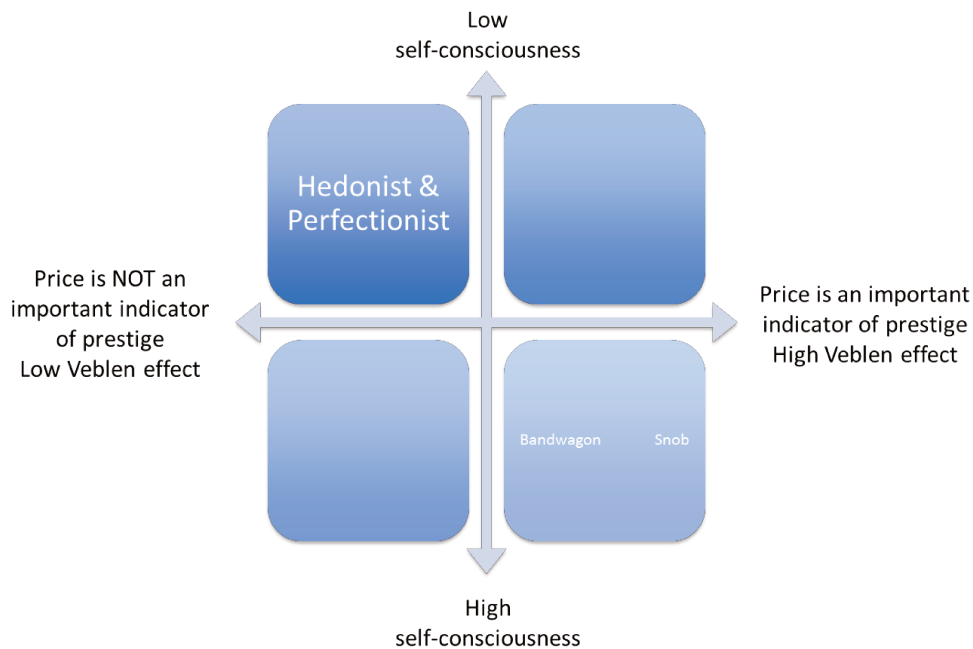 Low
self-consciousness
Hedonist &
Perfectionist
Price is NOT an
important indicator
of prestige
Low Veblen effect
Price is an important
indicator of prestige
High Veblen effect
Bandwagon Snob
High
self-consciousness